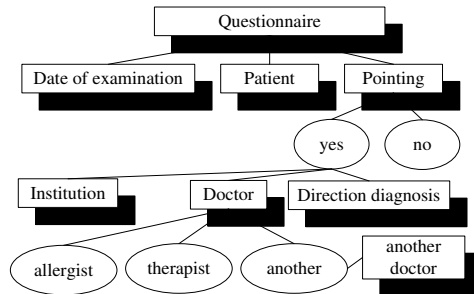 Questionnaire
Date of examination
Patient
Pointing
yes
no
Institution
Doctor
Direction diagnosis
allergist
therapist
another
another
doctor